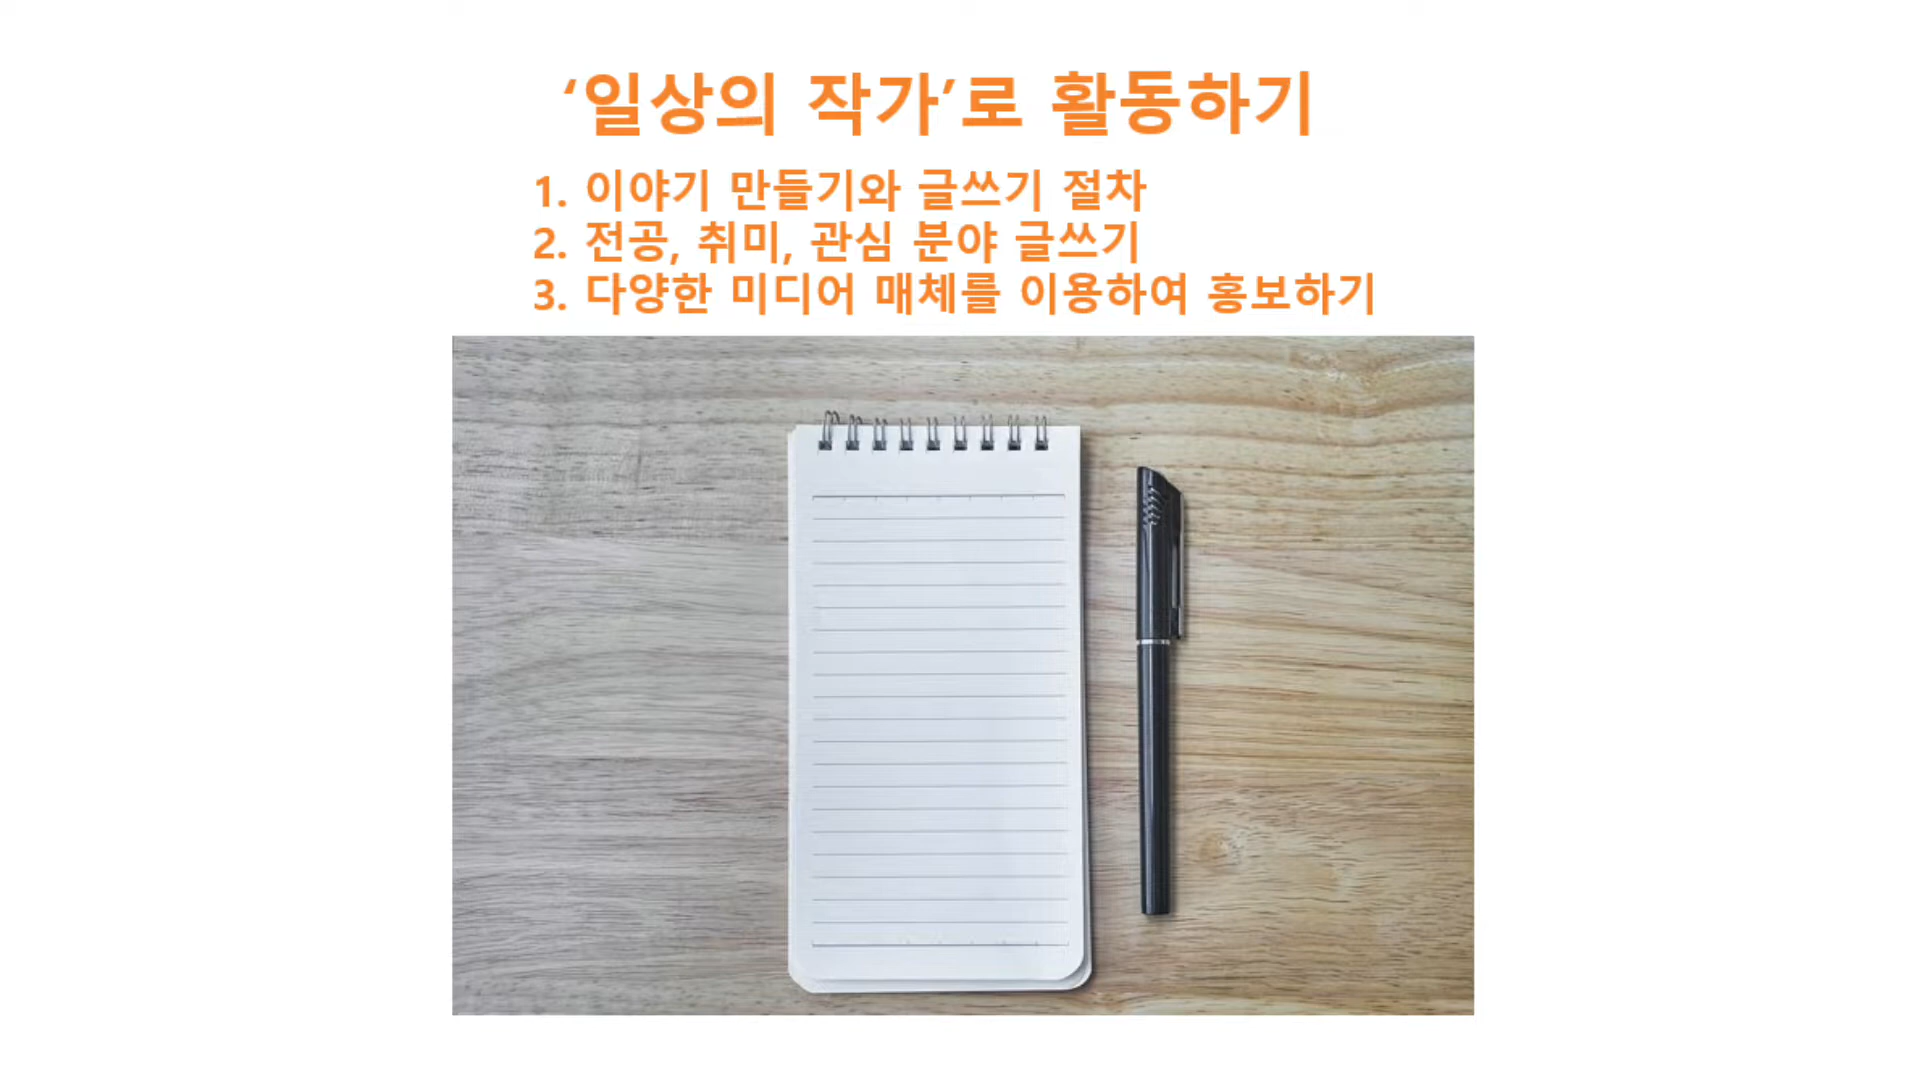 ‘일상의 작가’로 활동하기
1. 이야기 만들기와 글쓰기 절차
2. 전공, 취미, 관심 분야 글쓰기
3. 다양한 미디어 매체를 이용하여 홍보하기